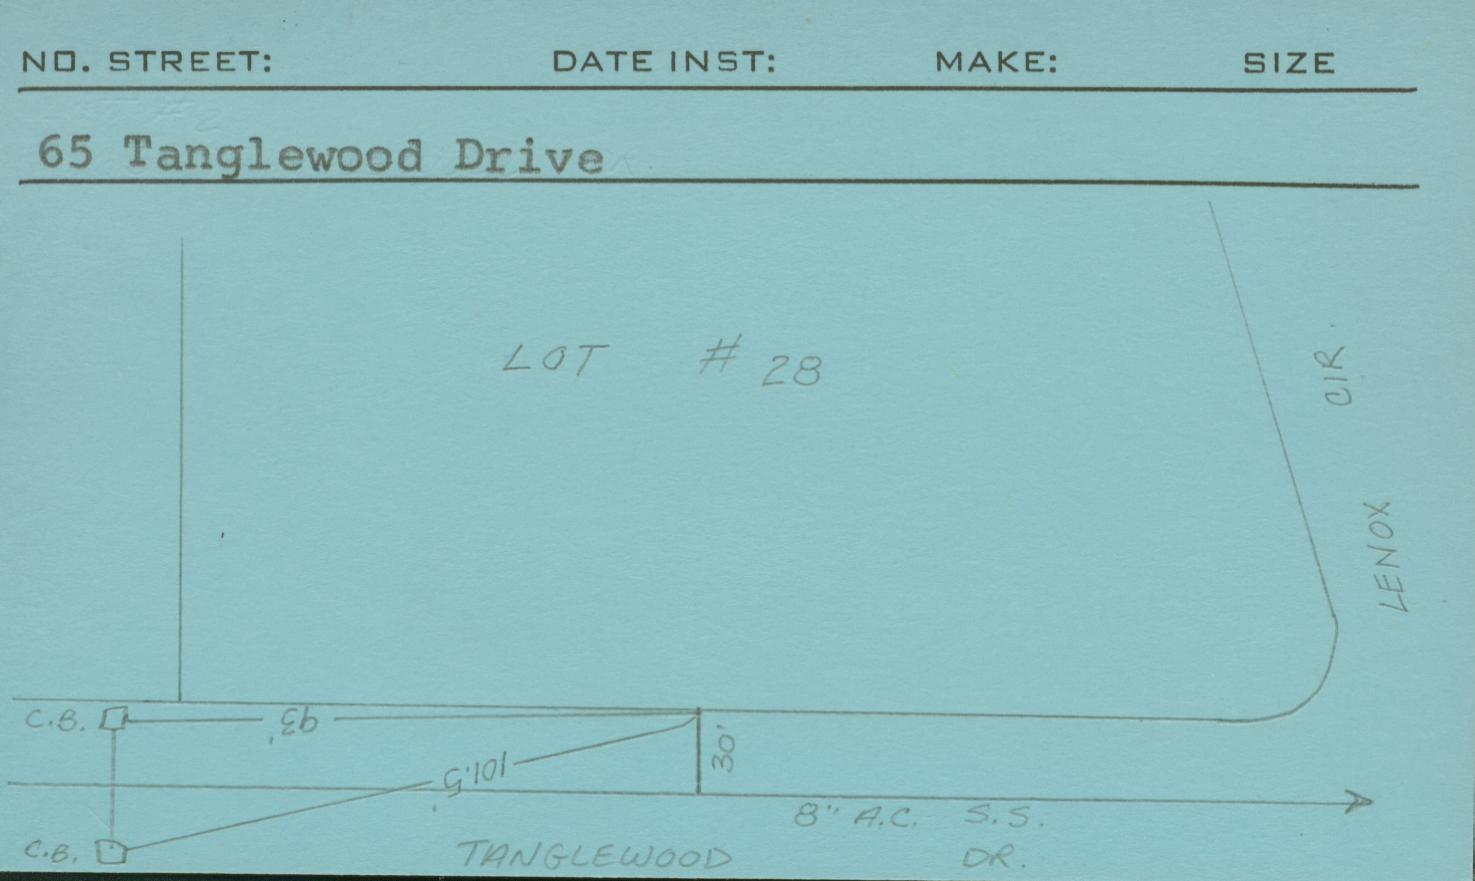 NO. STREET: DATE INST: MAKE: SIZE
65 Tanglewood Drive
LOT # 28
LENOX CIR.
C.B. 93'
101.5'
30'
8" A.C. S.S.
C.B. TANGLEWOOD DR.